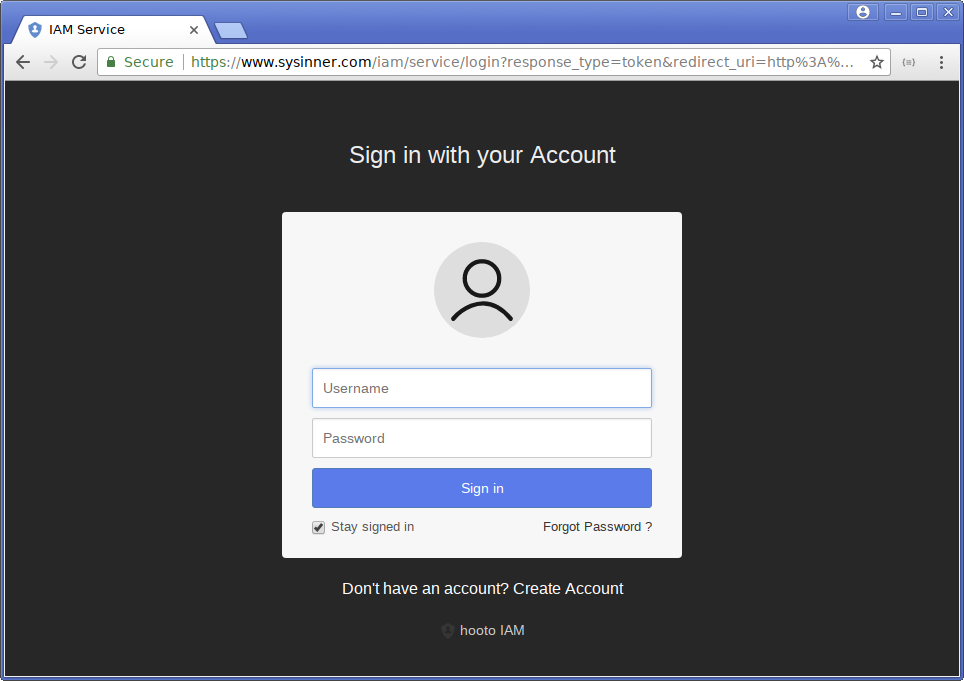 IAM Service
Secure https://www.sysinner.com/iam/service/login?response_type=token&redirect_uri=http%3A%...
Sign in with your Account
Username
Password
Sign in
Stay signed in Forgot Password ?
Don't have an account? Create Account
hooto IAM